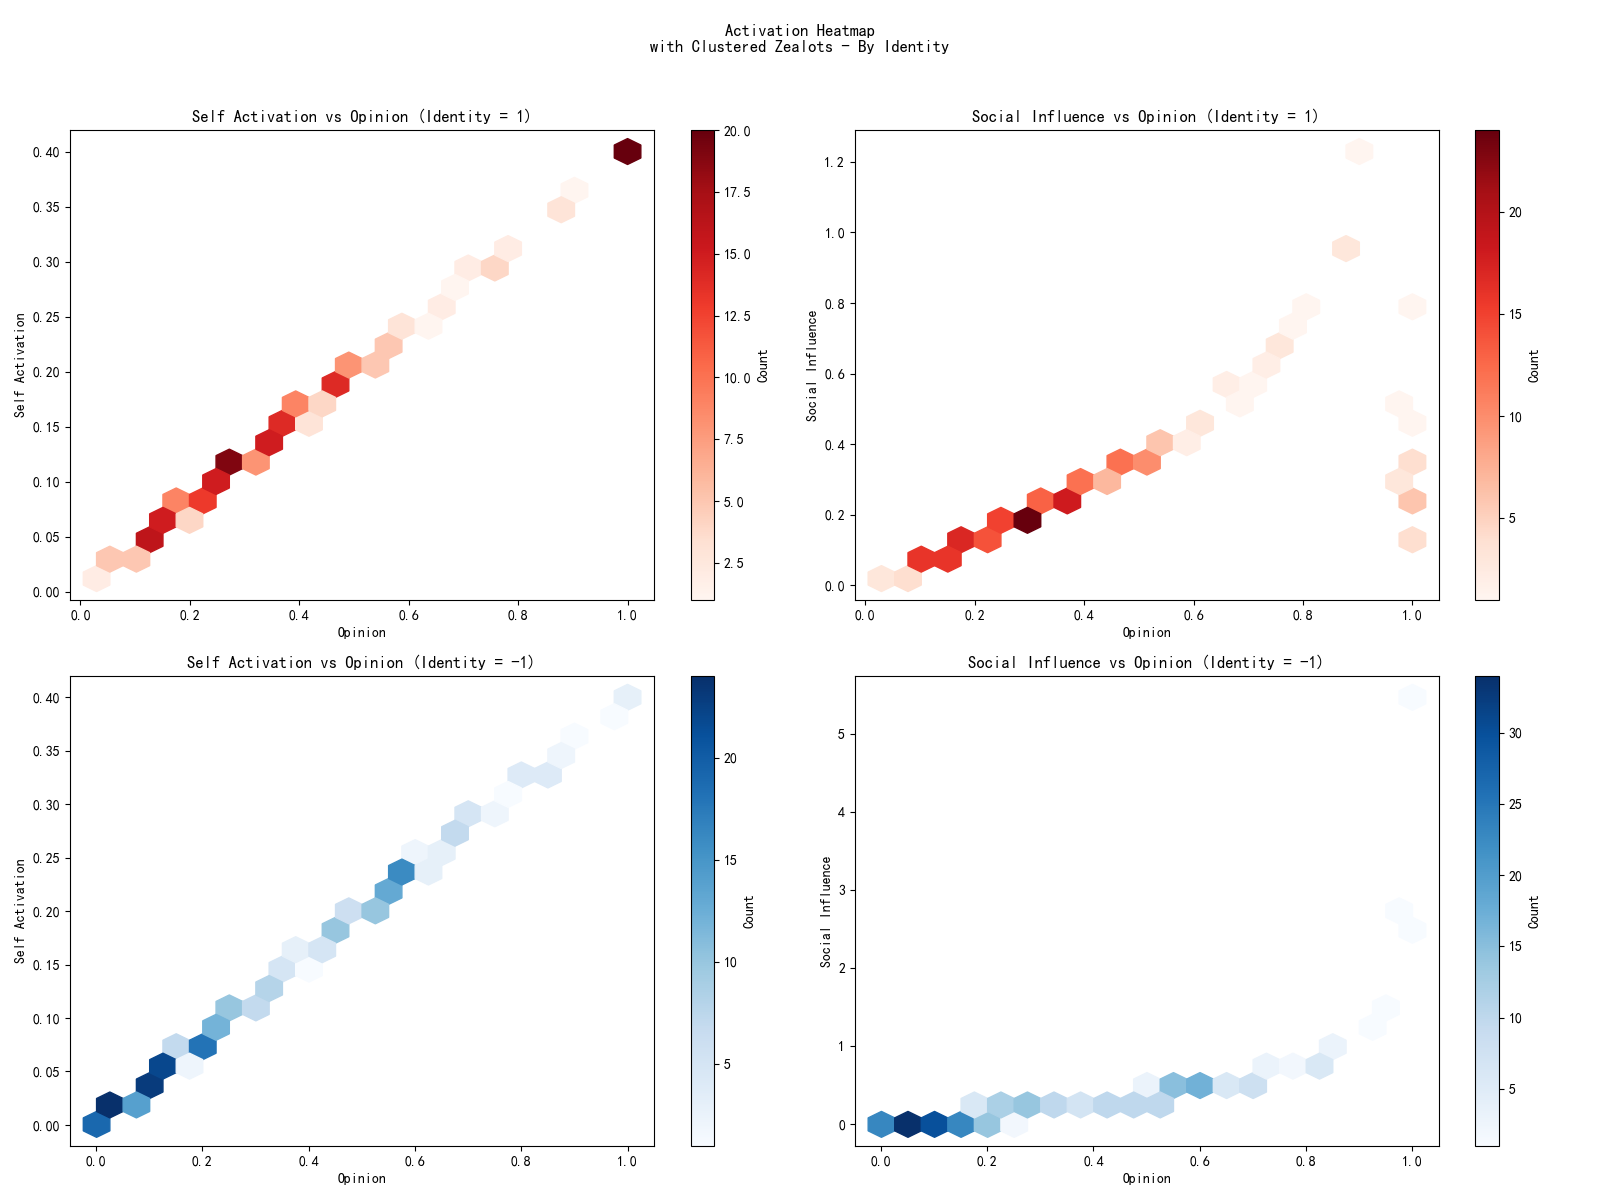 Activation Heatmap
with Clustered Zealots - By Identity
Self Activation vs Opinion (Identity = 1)
0.40
0.35
0.30
0.25
0.20
0.15
0.10
0.05
0.00
Self Activation
0.0 0.2 0.4 0.6 0.8 1.0
Opinion
20.0
17.5
15.0
12.5
10.0
7.5
5.0
2.5
Count
Social Influence vs Opinion (Identity = 1)
1.2
1.0
0.8
0.6
0.4
0.2
0.0
Social Influence
0.0 0.2 0.4 0.6 0.8 1.0
Opinion
20
15
10
5
Count
Self Activation vs Opinion (Identity = -1)
0.40
0.35
0.30
0.25
0.20
0.15
0.10
0.05
0.00
Self Activation
0.0 0.2 0.4 0.6 0.8 1.0
Opinion
20
15
10
5
Count
Social Influence vs Opinion (Identity = -1)
5
4
3
2
1
0
Social Influence
0.0 0.2 0.4 0.6 0.8 1.0
Opinion
30
25
20
15
10
5
Count